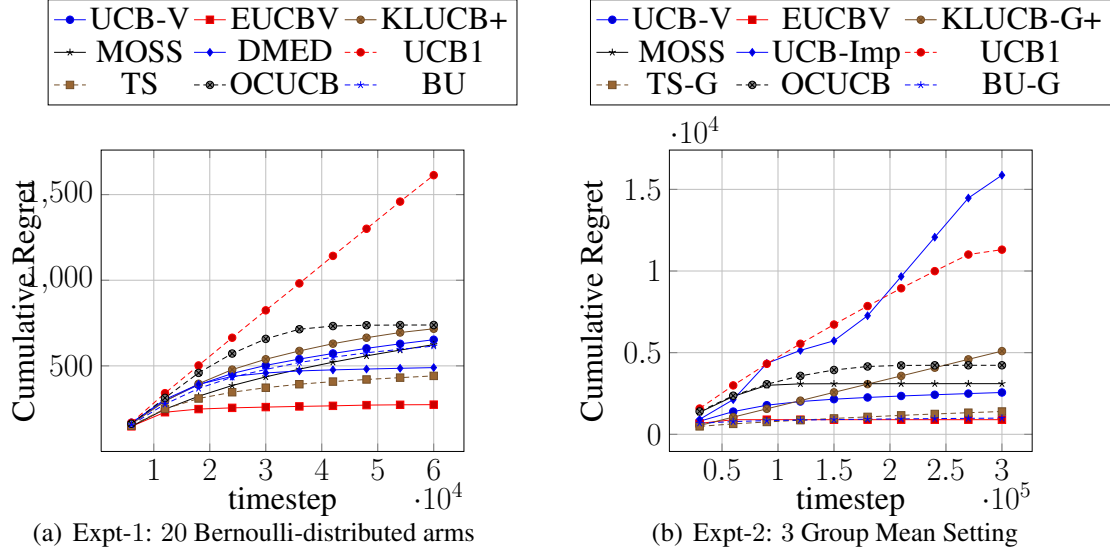 UCB-V EUCBV KLUCB+
MOSS DMED UCB1
TS OCUCB BU
1,500
1,000
500
Cumulative Regret
1 2 3 4 5 6
·10^4
timestep
(a) Expt-1: 20 Bernoulli-distributed arms
UCB-V EUCBV KLUCB-G+
MOSS UCB-Imp UCB1
TS-G OCUCB BU-G
·10^4
1.5
1
0.5
0
Cumulative Regret
0.5 1 1.5 2 2.5 3
·10^5
timestep
(b) Expt-2: 3 Group Mean Setting